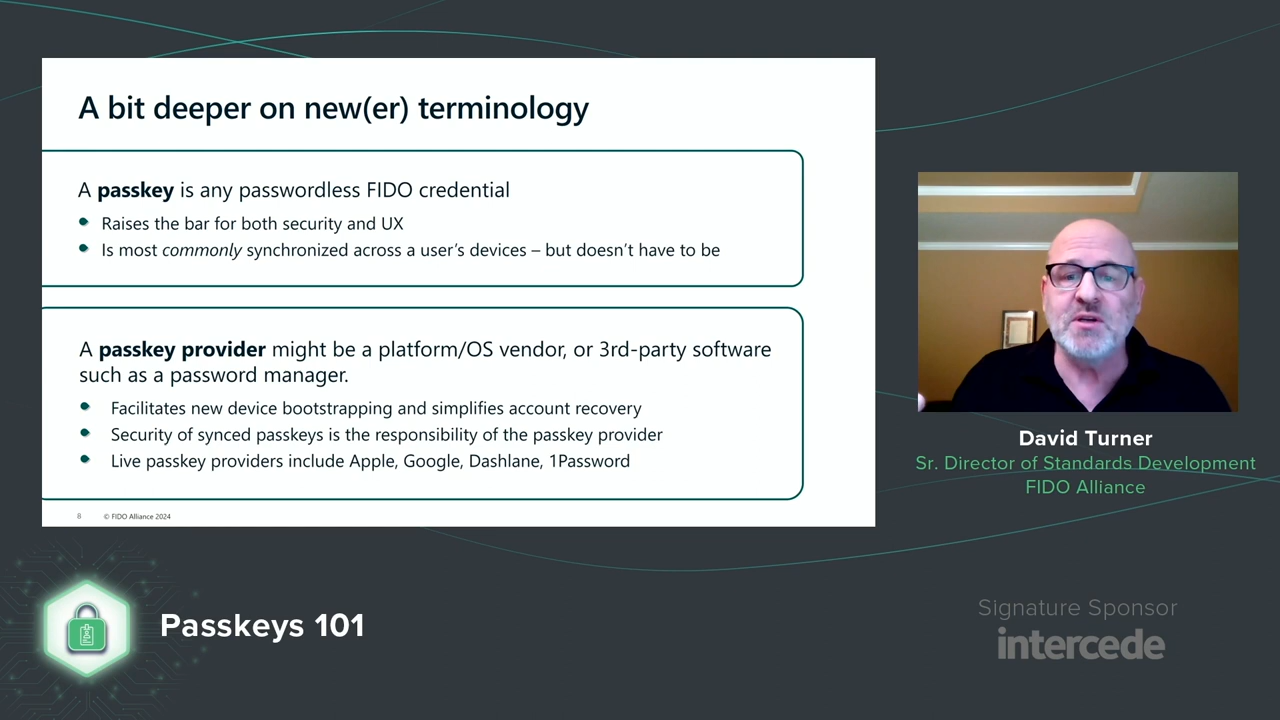 A bit deeper on new(er) terminology
A passkey is any passwordless FIDO credential
Raises the bar for both security and UX
Is most commonly synchronized across a user's devices – but doesn't have to be
A passkey provider might be a platform/OS vendor, or 3rd-party software
such as a password manager.
Facilitates new device bootstrapping and simplifies account recovery
Security of synced passkeys is the responsibility of the passkey provider
Live passkey providers include Apple, Google, Dashlane, 1Password
8 © FIDO Alliance 2024
David Turner
Sr. Director of Standards Development
FIDO Alliance
Passkeys 101
Signature Sponsor
intercede